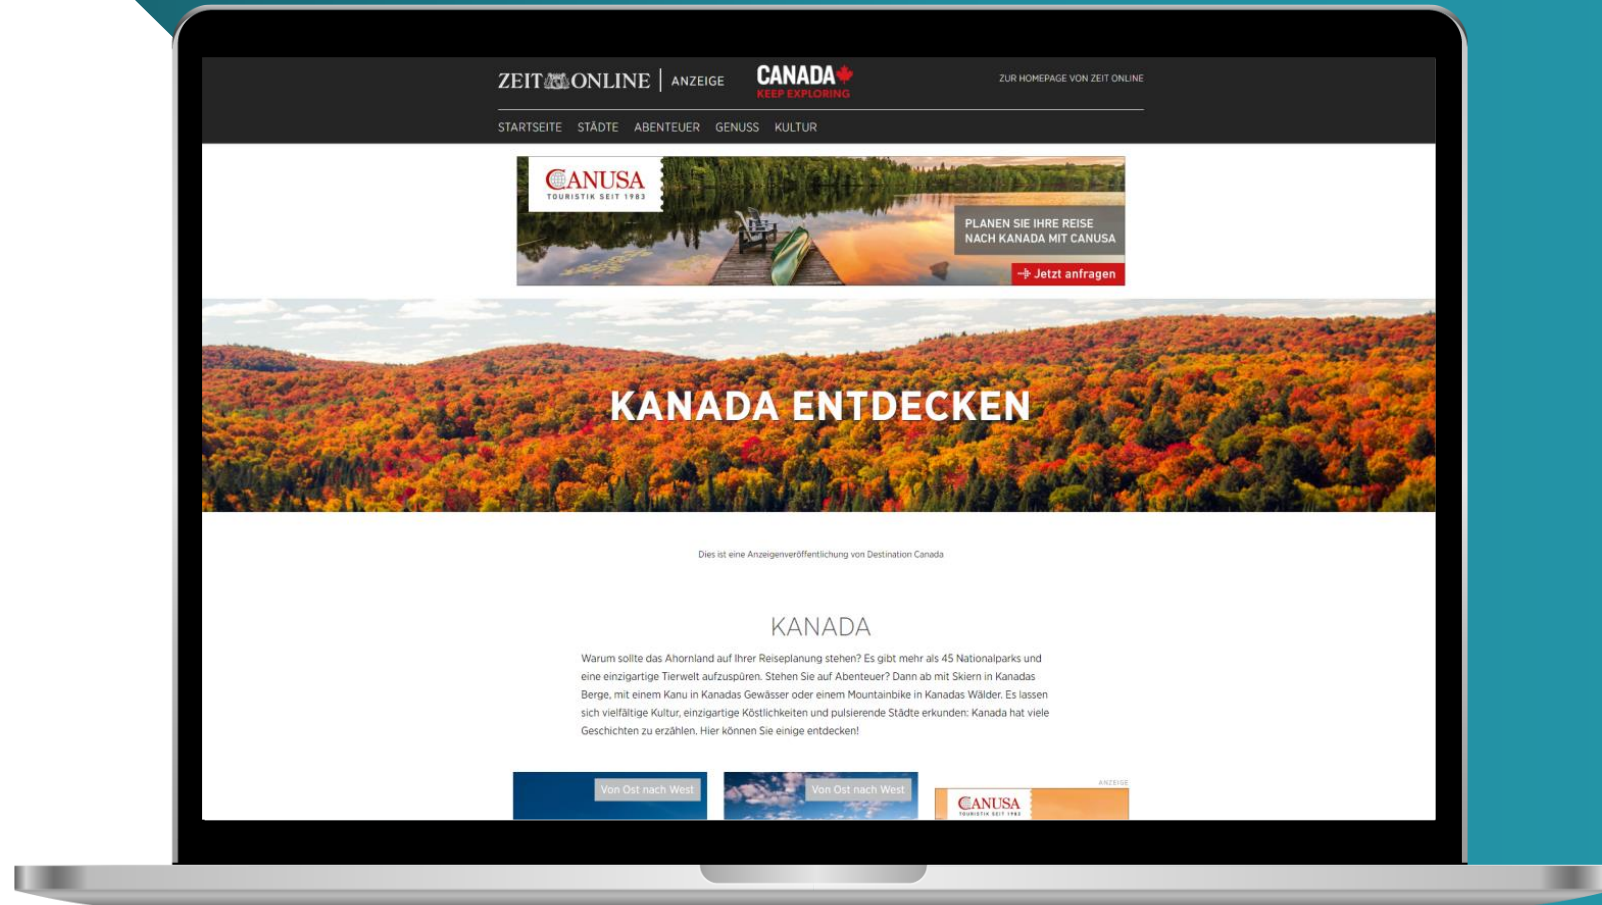 ZEIT ONLINE | ANZEIGE
CANADA
KEEP EXPLORING
ZUR HOMEPAGE VON ZEIT ONLINE
STARTSEITE STÄDTE ABENTEUER GENUSS KULTUR
CANUSA
TOURISTIK SEIT 1983
PLANEN SIE IHRE REISE
NACH KANADA MIT CANUSA
Jetzt anfragen
KANADA ENTDECKEN
Dies ist eine Anzeigenveröffentlichung von Destination Canada
KANADA
Warum sollte das Ahornland auf Ihrer Reiseplanung stehen? Es gibt mehr als 45 Nationalparks und
eine einzigartige Tierwelt aufzuspüren. Stehen Sie auf Abenteuer? Dann ab mit Skiern in Kanadas
Berge, mit einem Kanu in Kanadas Gewässer oder einem Mountainbike in Kanadas Wälder. Es lassen
sich vielfältige Kultur, einzigartige Köstlichkeiten und pulsierende Städte erkunden: Kanada hat viele
Geschichten zu erzählen. Hier können Sie einige entdecken!
Von Ost nach West
Von Ost nach West
ANZEIGE
CANUSA
TOURISTIK SEIT 1983